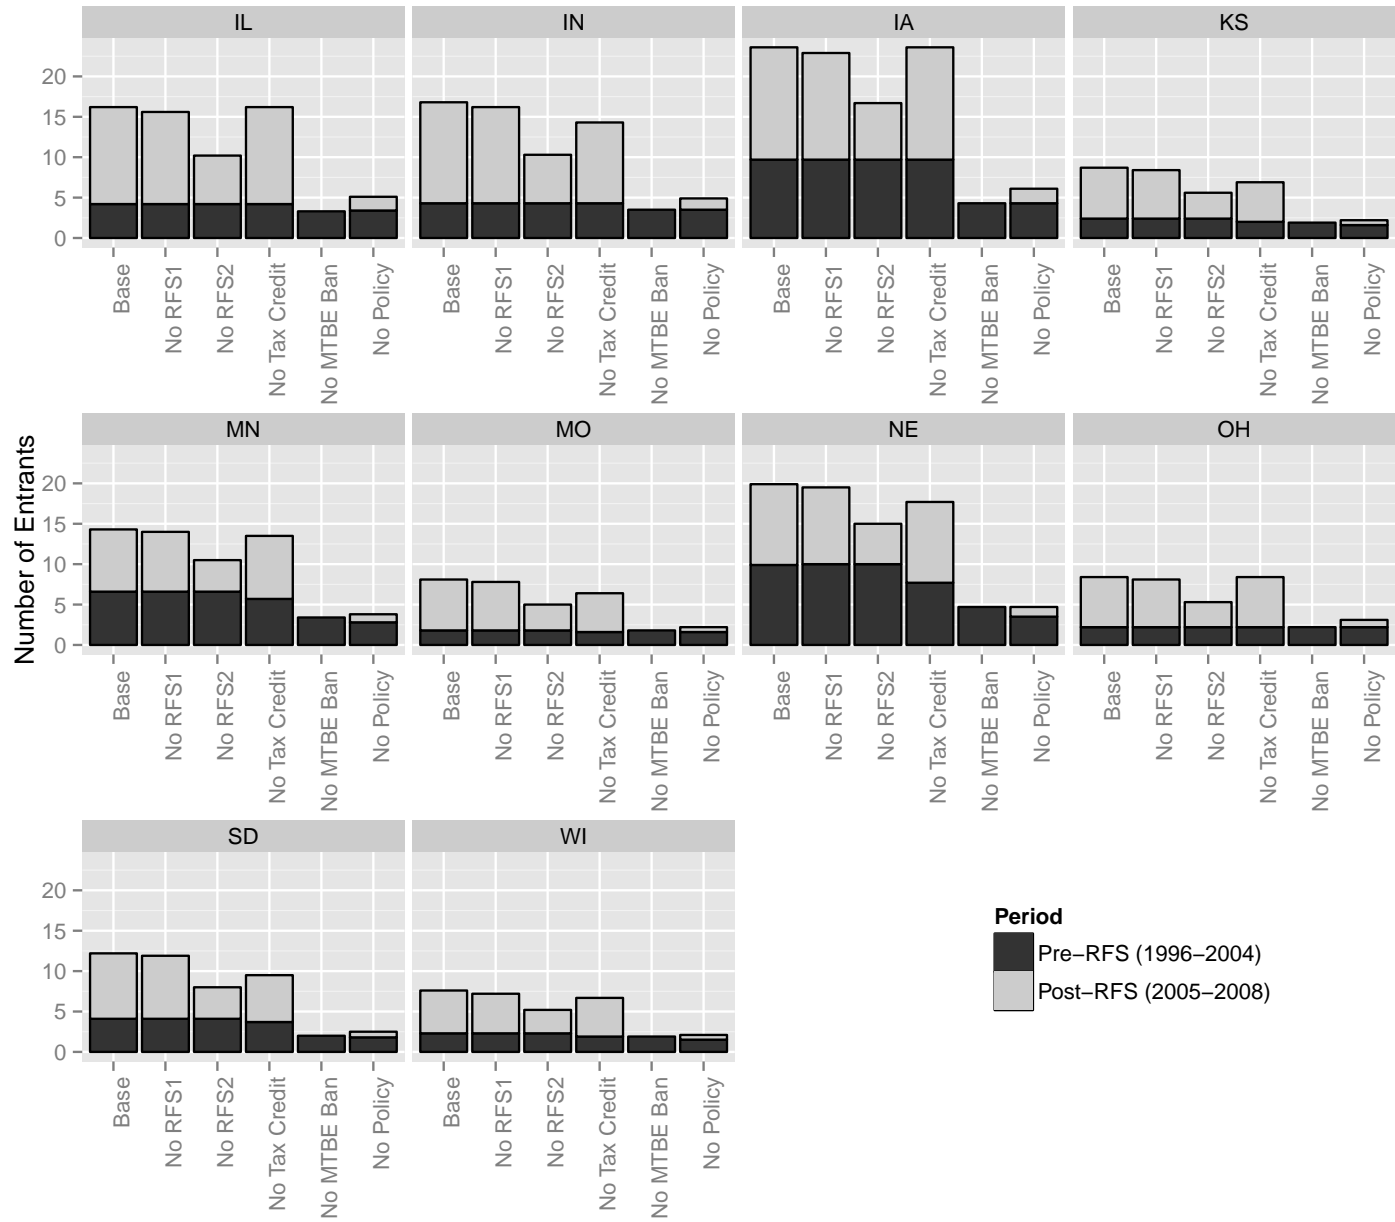 IL IN IA KS
20
15
10
5
0
Base No RFS1 No RFS2 No Tax Credit No MTBE Ban No Policy Base No RFS1 No RFS2 No Tax Credit No MTBE Ban No Policy Base No RFS1 No RFS2 No Tax Credit No MTBE Ban No Policy Base No RFS1 No RFS2 No Tax Credit No MTBE Ban No Policy
Number of Entrants
MN MO NE OH
20
15
10
5
0
Base No RFS1 No RFS2 No Tax Credit No MTBE Ban No Policy Base No RFS1 No RFS2 No Tax Credit No MTBE Ban No Policy Base No RFS1 No RFS2 No Tax Credit No MTBE Ban No Policy Base No RFS1 No RFS2 No Tax Credit No MTBE Ban No Policy
SD WI
20
15
10
5
0
Base No RFS1 No RFS2 No Tax Credit No MTBE Ban No Policy Base No RFS1 No RFS2 No Tax Credit No MTBE Ban No Policy
Period
Pre−RFS (1996−2004)
Post−RFS (2005−2008)